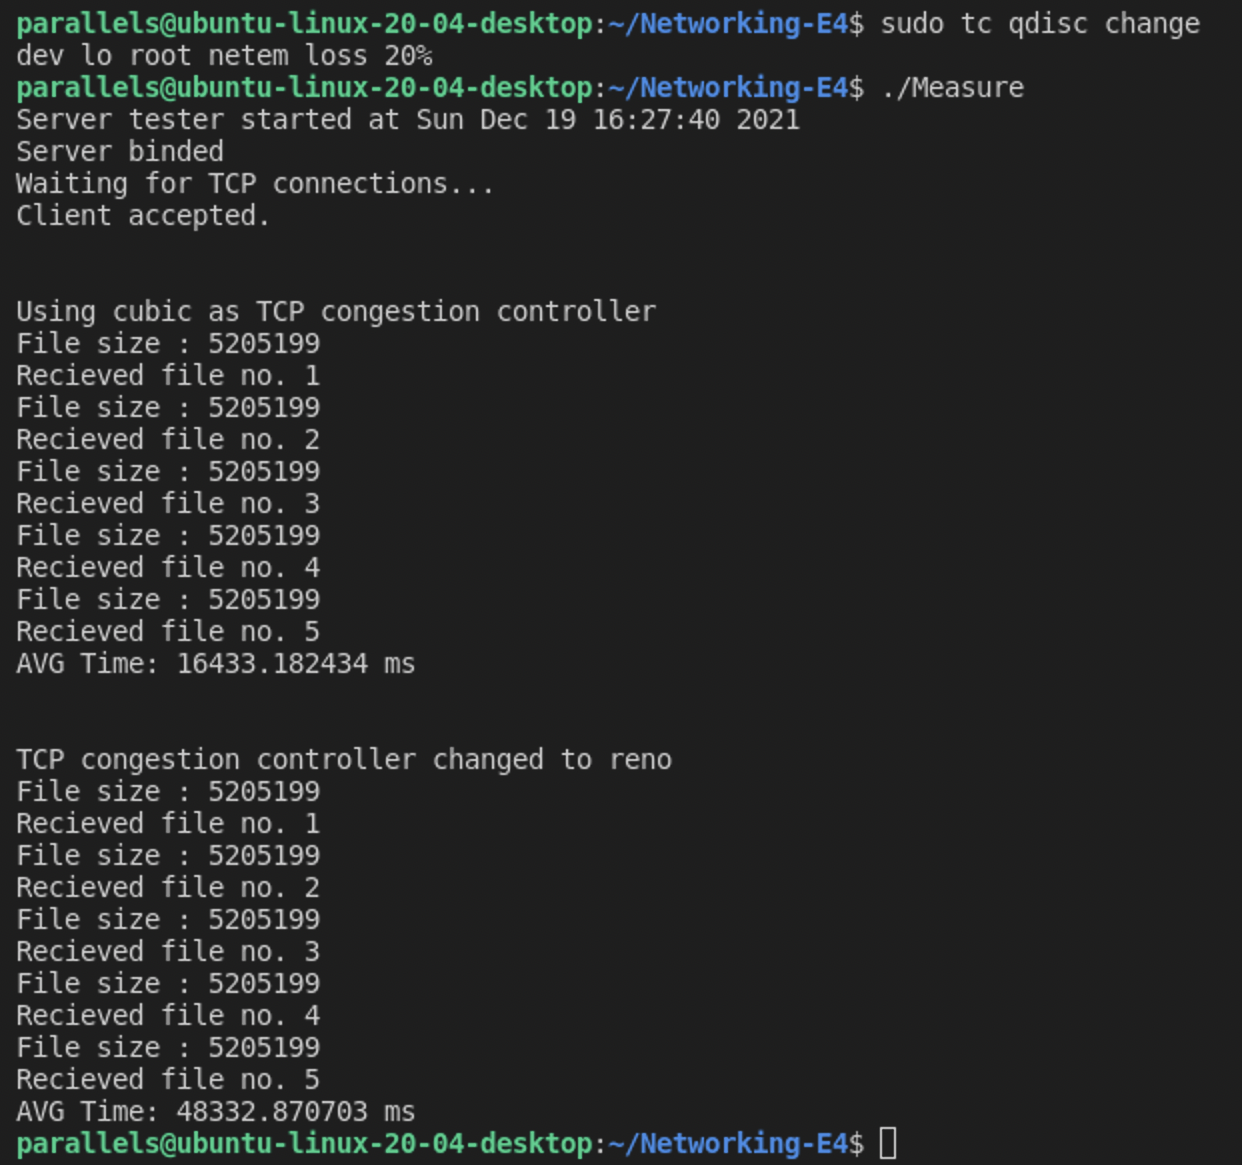 parallels@ubuntu-linux-20-04-desktop:~/Networking-E4$ sudo tc qdisc change
dev lo root netem loss 20%
parallels@ubuntu-linux-20-04-desktop:~/Networking-E4$ ./Measure
Server tester started at Sun Dec 19 16:27:40 2021
Server binded
Waiting for TCP connections...
Client accepted.
Using cubic as TCP congestion controller
File size : 5205199
Recieved file no. 1
File size : 5205199
Recieved file no. 2
File size : 5205199
Recieved file no. 3
File size : 5205199
Recieved file no. 4
File size : 5205199
Recieved file no. 5
AVG Time: 16433.182434 ms
TCP congestion controller changed to reno
File size : 5205199
Recieved file no. 1
File size : 5205199
Recieved file no. 2
File size : 5205199
Recieved file no. 3
File size : 5205199
Recieved file no. 4
File size : 5205199
Recieved file no. 5
AVG Time: 48332.870703 ms
parallels@ubuntu-linux-20-04-desktop:~/Networking-E4$